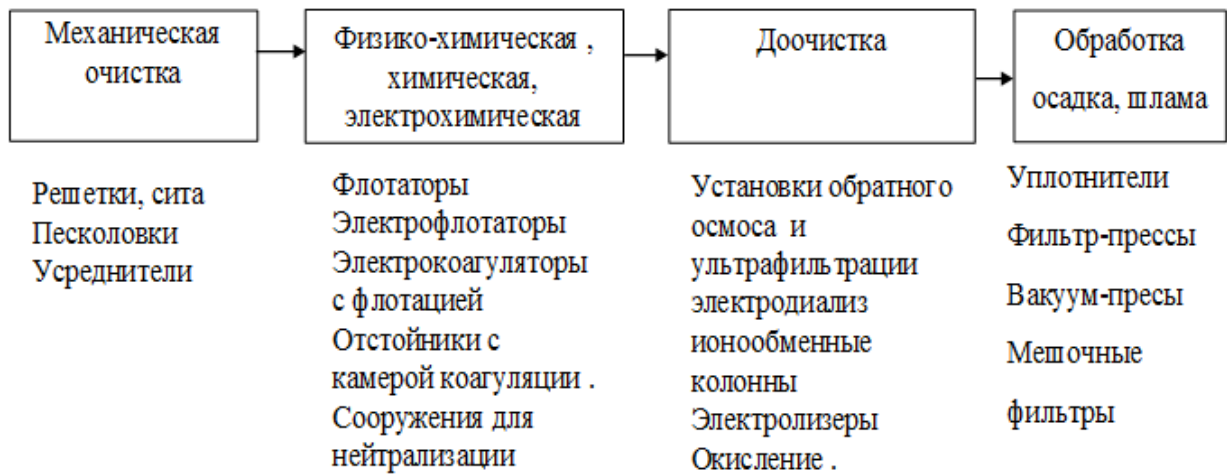 Механическая
очистка
Физико-химическая ,
химическая,
электрохимическая
Доочистка
Обработка
осадка, шлама
Решетки, сита
Песколовки
Усреднители
Флотаторы
Электрофлотаторы
Электрокоагуляторы
с флотацией
Отстойники с
камерой коагуляции .
Сооружения для
нейтрализации
Установки обратного
осмоса и
ультрафильтрации
электродиализ
ионообменные
колонны
Электролизеры
Окисление .
Уплотнители
Фильтр-прессы
Вакуум-пресы
Мешочные
фильтры